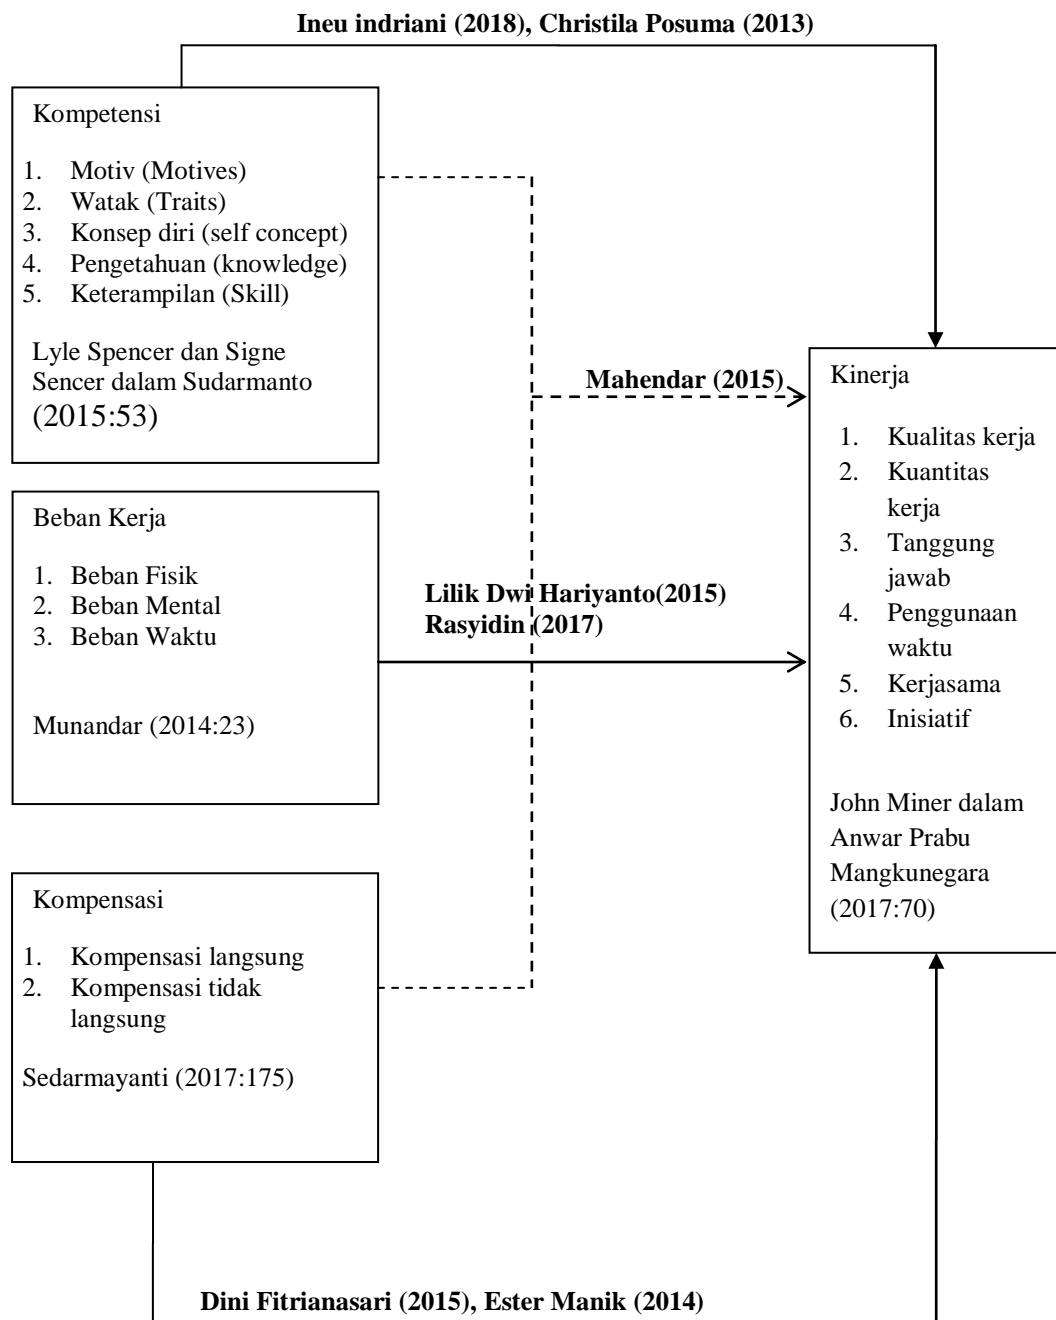 Ineu indriani (2018), Christila Posuma (2013)
Kompetensi
1. Motiv (Motives)
2. Watak (Traits)
3. Konsep diri (self concept)
4. Pengetahuan (knowledge)
5. Keterampilan (Skill)
Lyle Spencer dan Signe
Sencer dalam Sudarmanto
(2015:53)
Mahendar (2015)
Beban Kerja
1. Beban Fisik
2. Beban Mental
3. Beban Waktu
Munandar (2014:23)
Lilik Dwi Hariyanto(2015)
Rasyidin (2017)
Kompensasi
1. Kompensasi langsung
2. Kompensasi tidak
langsung
Sedarmayanti (2017:175)
Kinerja
1. Kualitas kerja
2. Kuantitas
kerja
3. Tanggung
jawab
4. Penggunaan
waktu
5. Kerjasama
6. Inisiatif
John Miner dalam
Anwar Prabu
Mangkunegara
(2017:70)
Dini Fitrianasari (2015), Ester Manik (2014)